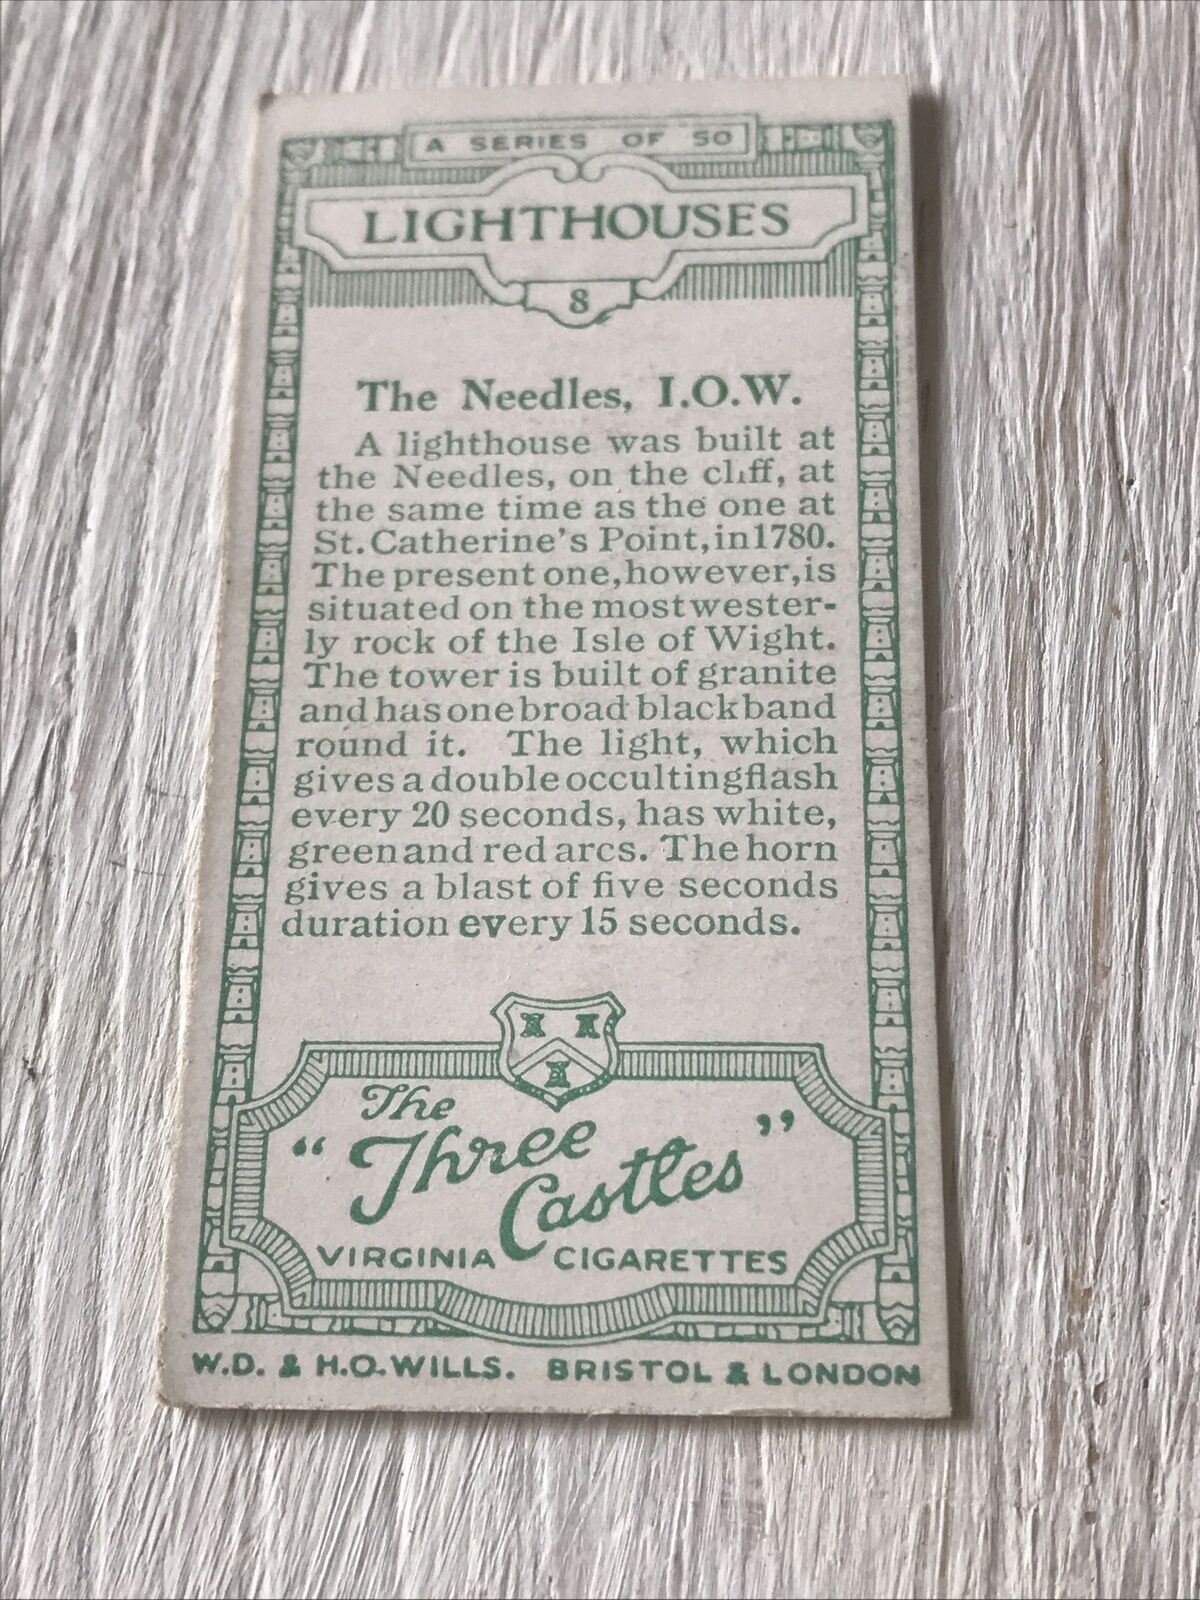 A SERIES OF 50
LIGHTHOUSES
8
The Needles, I.O.W.
A lighthouse was built at
the Needles, on the cliff, at
the same time as the one at
St. Catherine's Point, in 1780.
The present one, however, is
situated on the most wester-
ly rock of the Isle of Wight.
The tower is built of granite
and has one broad black band
round it. The light, which
gives a double occulting flash
every 20 seconds, has white,
green and red arcs. The horn
gives a blast of five seconds
duration every 15 seconds.
The
"Three
Castles"
VIRGINIA CIGARETTES
W.D. & H.O. WILLS. BRISTOL & LONDON